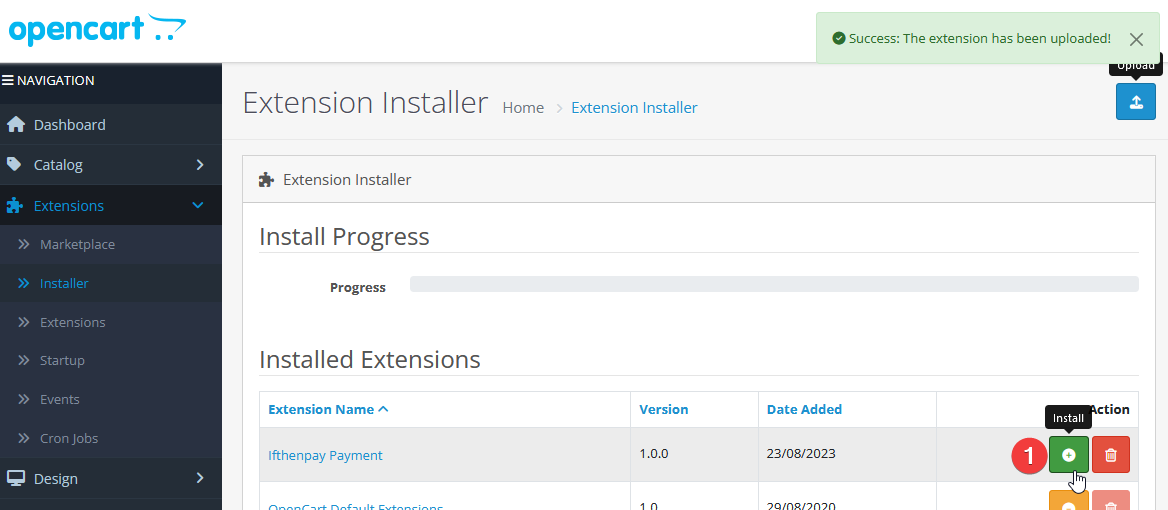 opencart
Success: The extension has been uploaded!
Upload
NAVIGATION
Extension Installer
Home
Extension Installer
Dashboard
Catalog
Extensions
Marketplace
Installer
Extensions
Startup
Events
Cron Jobs
Design
Extension Installer
Install Progress
Progress
Installed Extensions
Extension Name Version Date Added Action
Install
Ifthenpay Payment 1.0.0 23/08/2023 1
OpenCart Default Extensions 1.0 29/08/2020